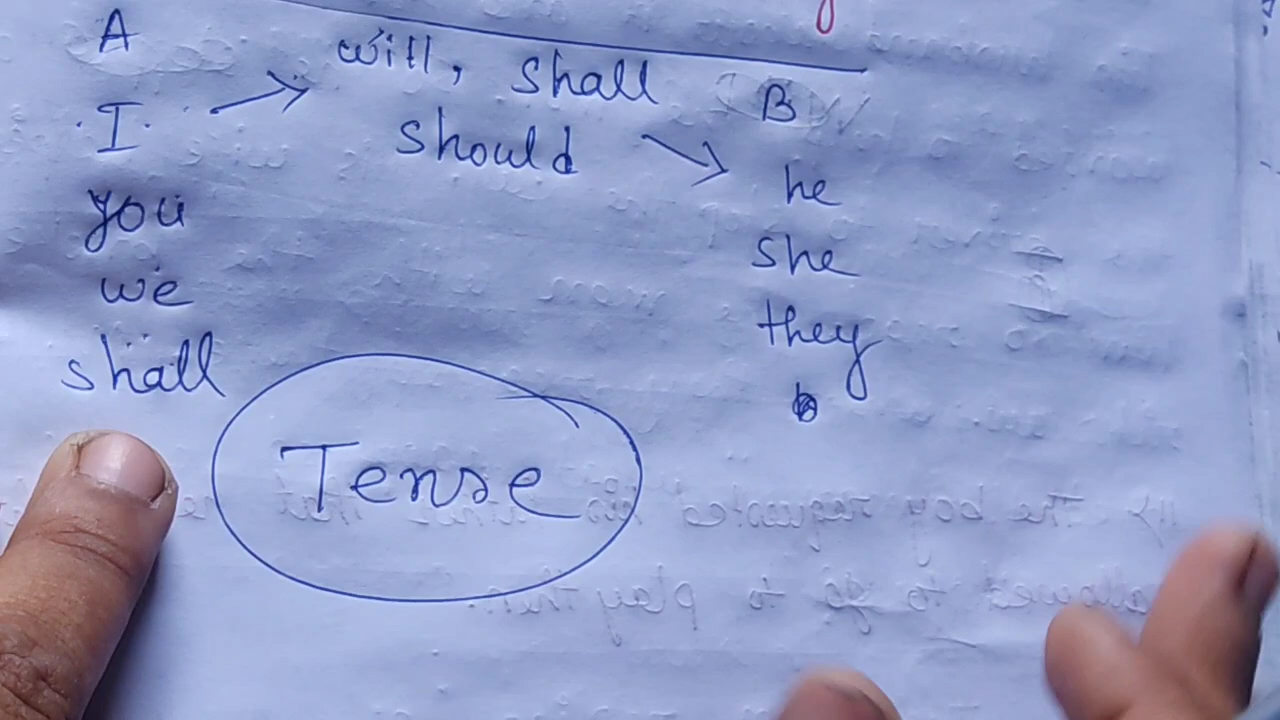 A
will, shall
B
I
should
he
you
she
we
they
shall
Tense